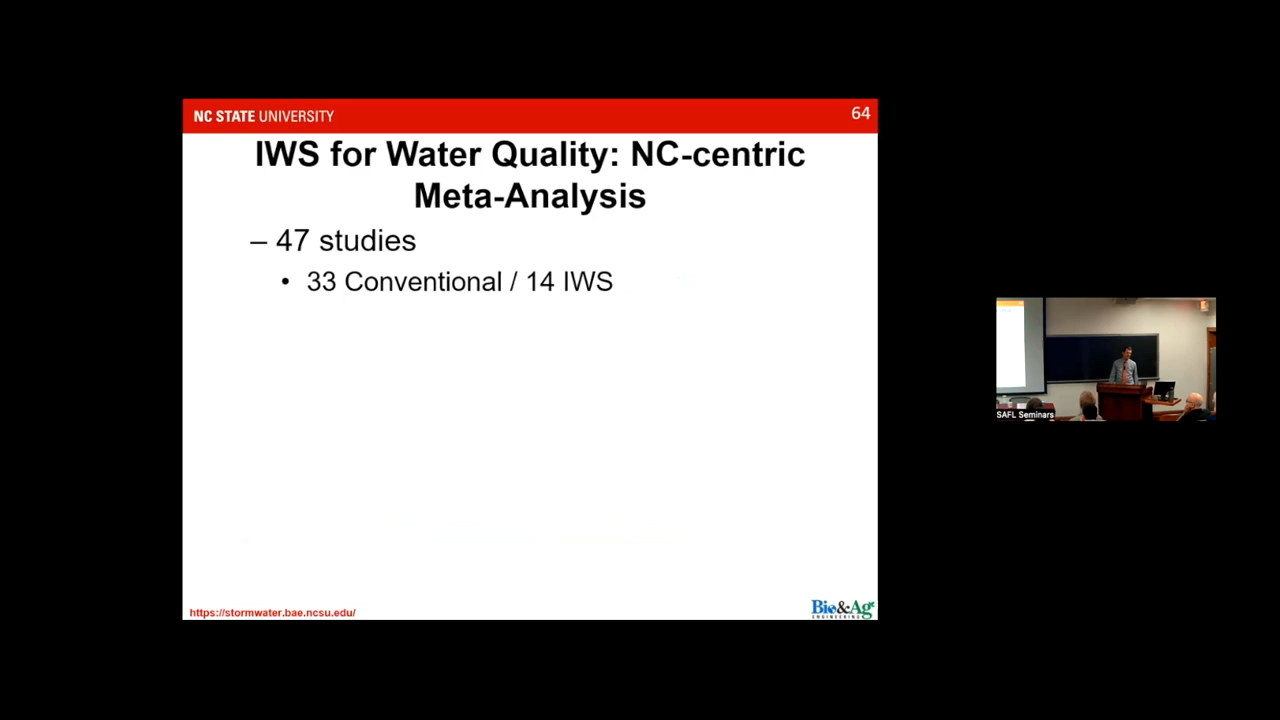 NC STATE UNIVERSITY
64
IWS for Water Quality: NC-centric
Meta-Analysis
– 47 studies
• 33 Conventional / 14 IWS
https://stormwater.bae.ncsu.edu/
Bio&Ag
ENGINEERING
SAFL Seminars